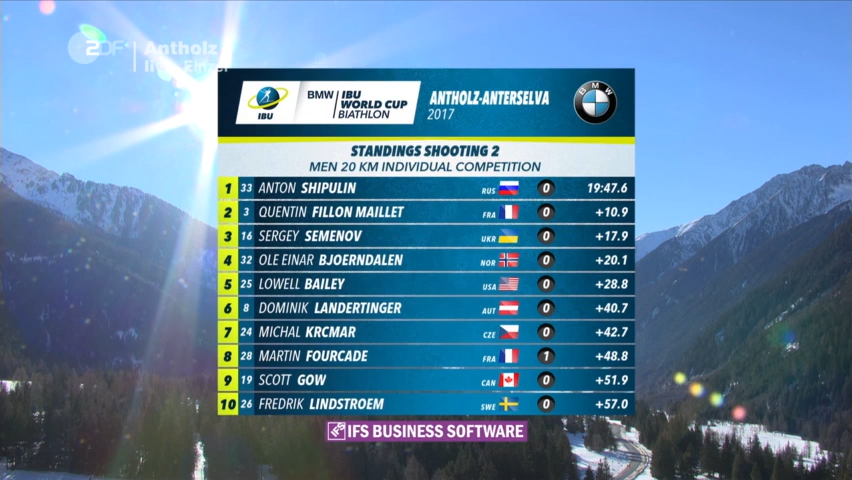 ZDF Antholz
IBU
BMW IBU
WORLD CUP
BIATHLON
ANTHOLZ-ANTERSELVA
2017
BMW
STANDINGS SHOOTING 2
MEN 20 KM INDIVIDUAL COMPETITION
1 33 ANTON SHIPULIN RUS 0 19:47.6
2 3 QUENTIN FILLON MAILLET FRA 0 +10.9
3 16 SERGEY SEMENOV UKR 0 +17.9
4 32 OLE EINAR BJOERNDALEN NOR 0 +20.1
5 25 LOWELL BAILEY USA 0 +28.8
6 8 DOMINIK LANDERTINGER AUT 0 +40.7
7 24 MICHAL KRCMAR CZE 0 +42.7
8 28 MARTIN FOURCADE FRA 1 +48.8
9 19 SCOTT GOW CAN 0 +51.9
10 26 FREDRIK LINDSTROEM SWE 0 +57.0
IFS IFS BUSINESS SOFTWARE